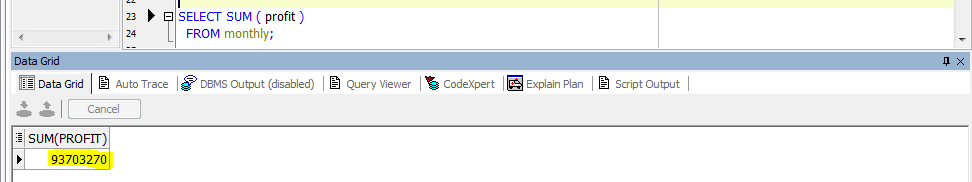 22
23 SELECT SUM ( profit )
24 FROM monthly;
Data Grid
Data Grid Auto Trace DBMS Output (disabled) Query Viewer CodeXpert Explain Plan Script Output
Cancel
SUM(PROFIT)
93703270